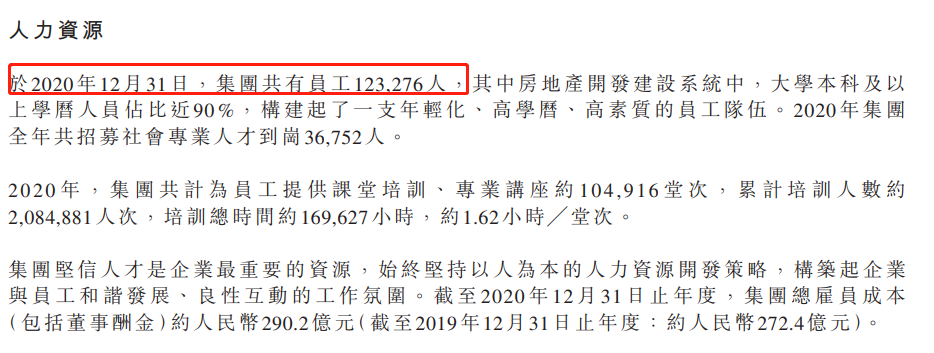 人力資源
於2020年12月31日，集團共有員工123,276人，其中房地產開發建設系統中，大學本科及以
上學曆人員佔比近90%，構建起了一支年輕化、高學曆、高素質的員工隊伍。2020年集團
全年共招募社會專業人才到崗36,752人。
2020年，集團共計為員工提供課堂培訓、專業講座約104,916堂次，累計培訓人數約
2,084,881人次，培訓總時間約169,627小時，約1.62小時╱堂次。
集團堅信人才是企業最重要的資源，始終堅持以人為本的人力資源開發策略，構築起企業
與員工和諧發展、良性互動的工作氛圍。截至2020年12月31日止年度，集團總雇員成本
(包括董事酬金)約人民幣290.2億元(截至2019年12月31日止年度：約人民幣272.4億元)。